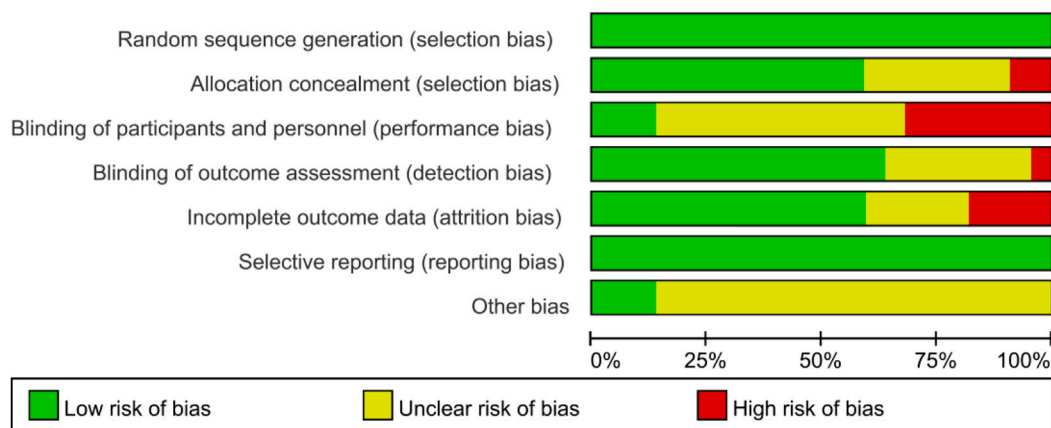 Random sequence generation (selection bias)
Allocation concealment (selection bias)
Blinding of participants and personnel (performance bias)
Blinding of outcome assessment (detection bias)
Incomplete outcome data (attrition bias)
Selective reporting (reporting bias)
Other bias
0% 25% 50% 75% 100%
Low risk of bias Unclear risk of bias High risk of bias